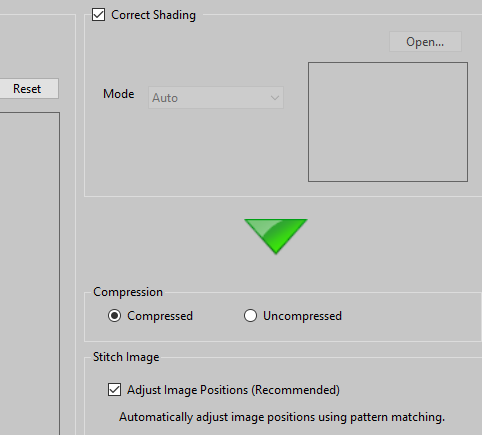 Correct Shading
Open...
Reset
Mode
Auto
Compression
Compressed
Uncompressed
Stitch Image
Adjust Image Positions (Recommended)
Automatically adjust image positions using pattern matching.